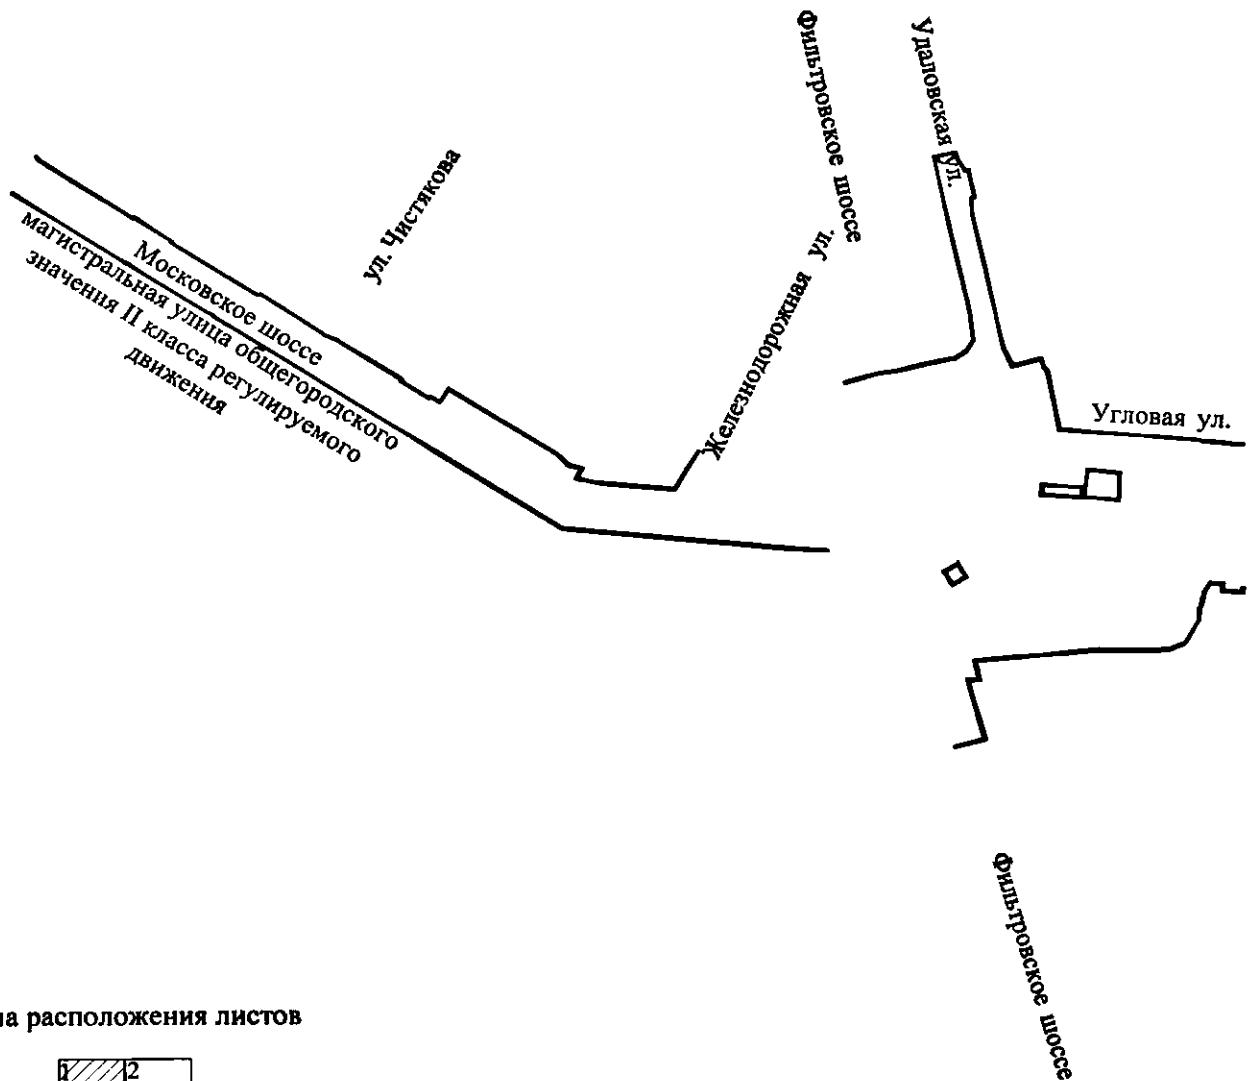 Фильтровское шоссе
Удаловская ул.
ул. Чистякова
Железнодорожная ул.
Московское шоссе
магистральная улица общегородского
значения II класса регулируемого
движения
Угловая ул.
Фильтровское шоссе
расположения листов
1 2